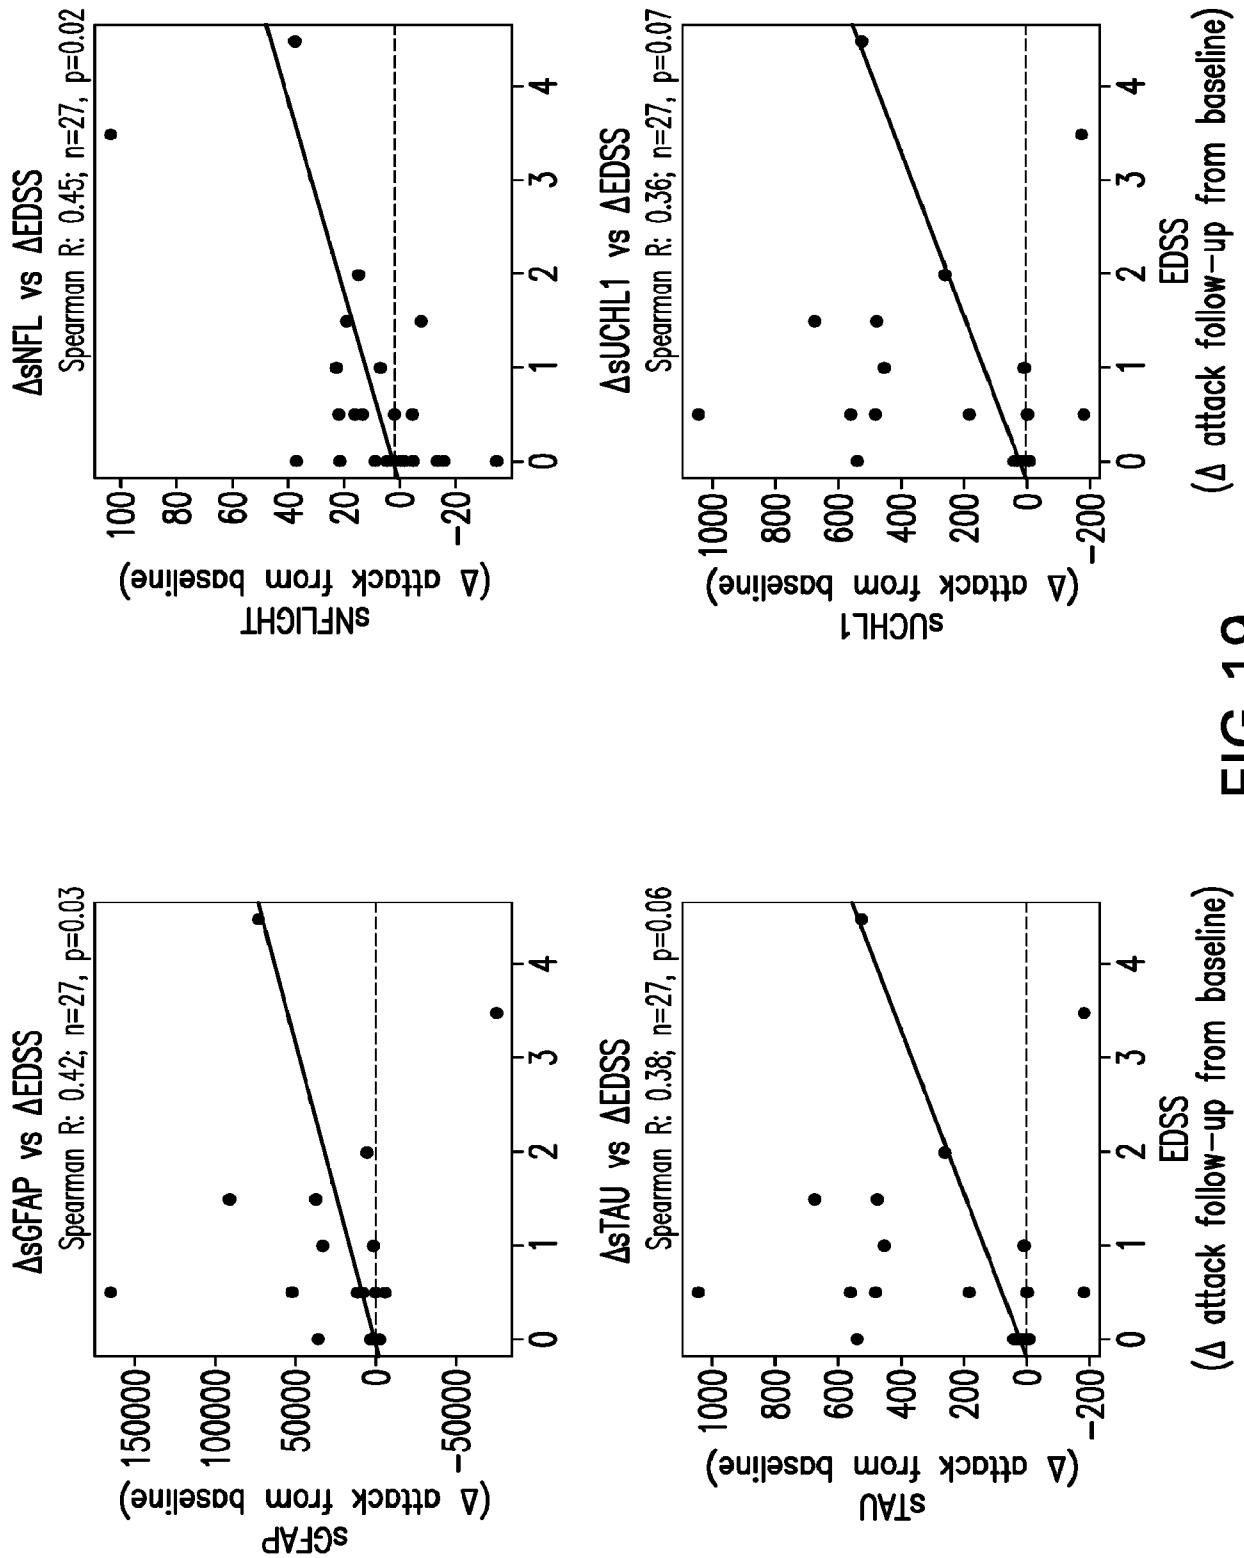 ΔsGFAP vs ΔEDSS
Spearman R: 0.42; n=27, p=0.03
sGFAP
(Δ attack from baseline)
150000
100000
50000
0
-50000
0 1 2 3 4
ΔsNFL vs ΔEDSS
Spearman R: 0.45; n=27, p=0.02
sNFLIGHT
(Δ attack from baseline)
100
80
60
40
20
0
-20
0 1 2 3 4
ΔsTAU vs ΔEDSS
Spearman R: 0.38; n=27, p=0.06
sTAU
(Δ attack from baseline)
1000
800
600
400
200
0
-200
0 1 2 3 4
EDSS
(Δ attack follow-up from baseline)
ΔsUCHL1 vs ΔEDSS
Spearman R: 0.36; n=27, p=0.07
sUCHL1
(Δ attack from baseline)
1000
800
600
400
200
0
-200
0 1 2 3 4
EDSS
(Δ attack follow-up from baseline)
FIG